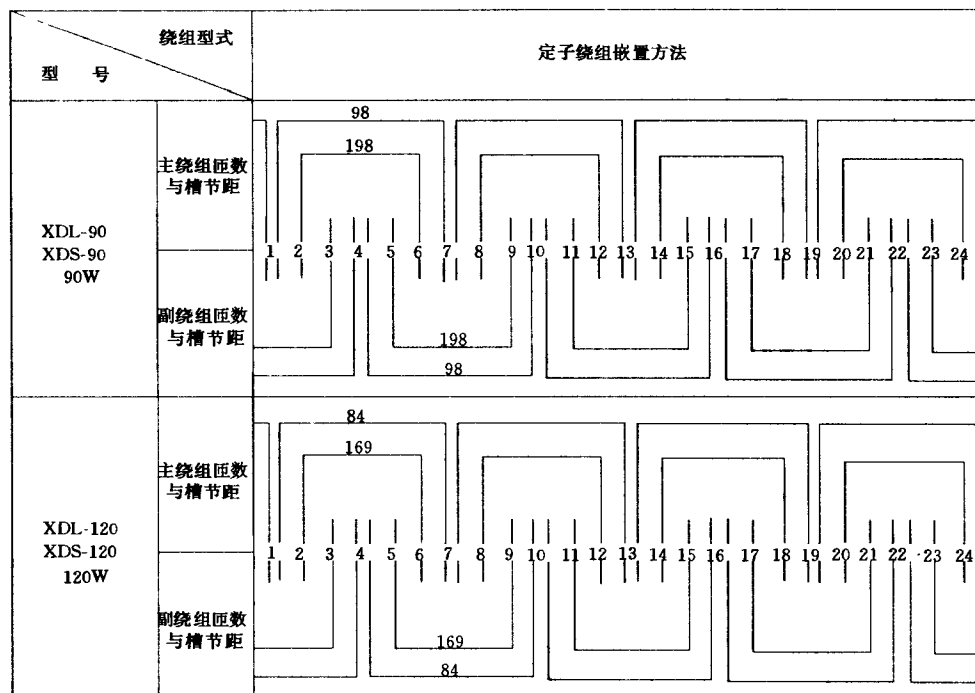 绕组型式
型 号
定子绕组嵌置方法
XDL-90
XDS-90
90W
主绕组匝数
与槽节距
副绕组匝数
与槽节距
98
198
1 2 3 4 5 6 7 8 9 10 11 12 13 14 15 16 17 18 19 20 21 22 23 24
198
98
XDL-120
XDS-120
120W
主绕组匝数
与槽节距
副绕组匝数
与槽节距
84
169
1 2 3 4 5 6 7 8 9 10 11 12 13 14 15 16 17 18 19 20 21 22 23 24
169
84